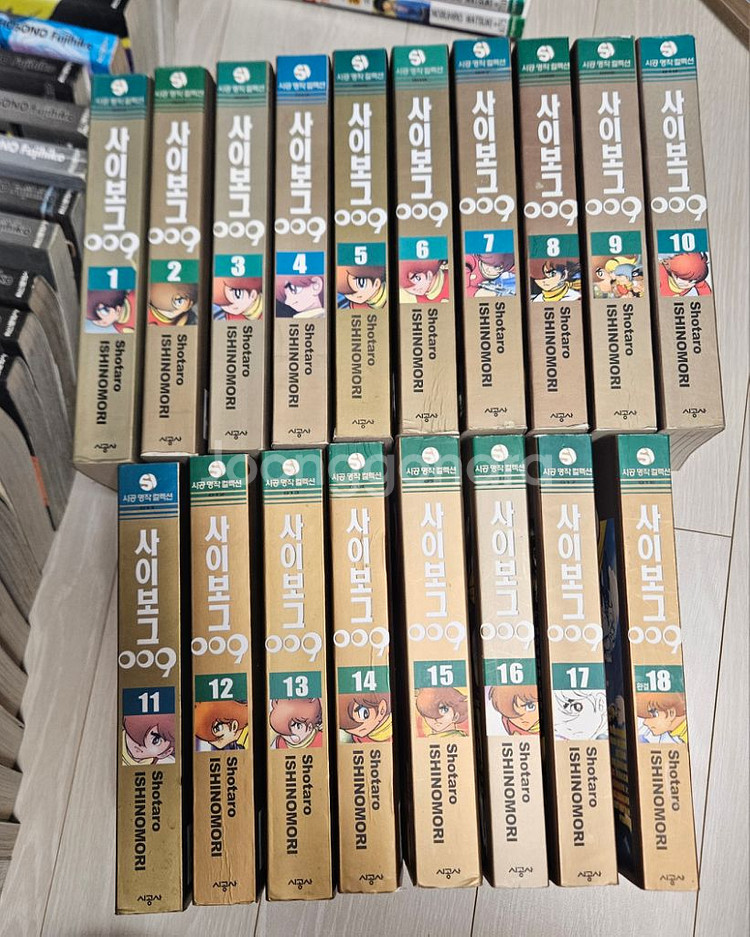 NOBUHIRO WATSUKI
NOBUHIRO WATSUKI
HOSONO Fujihiko
Fujihiko
시공 명작 컬렉션
사이보그
009
1
Shotaro
ISHINOMORI
시공사
시공 명작 컬렉션
사이보그
009
2
Shotaro
ISHINOMORI
시공사
시공 명작 컬렉션
사이보그
009
3
Shotaro
ISHINOMORI
시공사
시공 명작 컬렉션
사이보그
009
4
Shotaro
ISHINOMORI
시공사
시공 명작 컬렉션
사이보그
009
5
Shotaro
ISHINOMORI
시공사
시공 명작 컬렉션
사이보그
009
6
Shotaro
ISHINOMORI
시공사
시공 명작 컬렉션
사이보그
009
7
Shotaro
ISHINOMORI
시공사
시공 명작 컬렉션
사이보그
009
8
Shotaro
ISHINOMORI
시공사
시공 명작 컬렉션
사이보그
009
9
Shotaro
ISHINOMORI
시공사
시공 명작 컬렉션
사이보그
009
10
Shotaro
ISHINOMORI
시공사
joonggonara
시공 명작 컬렉션
사이보그
009
11
Shotaro
ISHINOMORI
시공사
시공 명작 컬렉션
사이보그
009
12
Shotaro
ISHINOMORI
시공사
시공 명작 컬렉션
사이보그
009
13
Shotaro
ISHINOMORI
시공사
시공 명작 컬렉션
사이보그
009
14
Shotaro
ISHINOMORI
시공사
시공 명작 컬렉션
사이보그
009
15
Shotaro
ISHINOMORI
시공사
시공 명작 컬렉션
사이보그
009
16
Shotaro
ISHINOMORI
시공사
시공 명작 컬렉션
사이보그
009
17
Shotaro
ISHINOMORI
시공사
시공 명작 컬렉션
사이보그
009
완결 18
Shotaro
ISHINOMORI
시공사